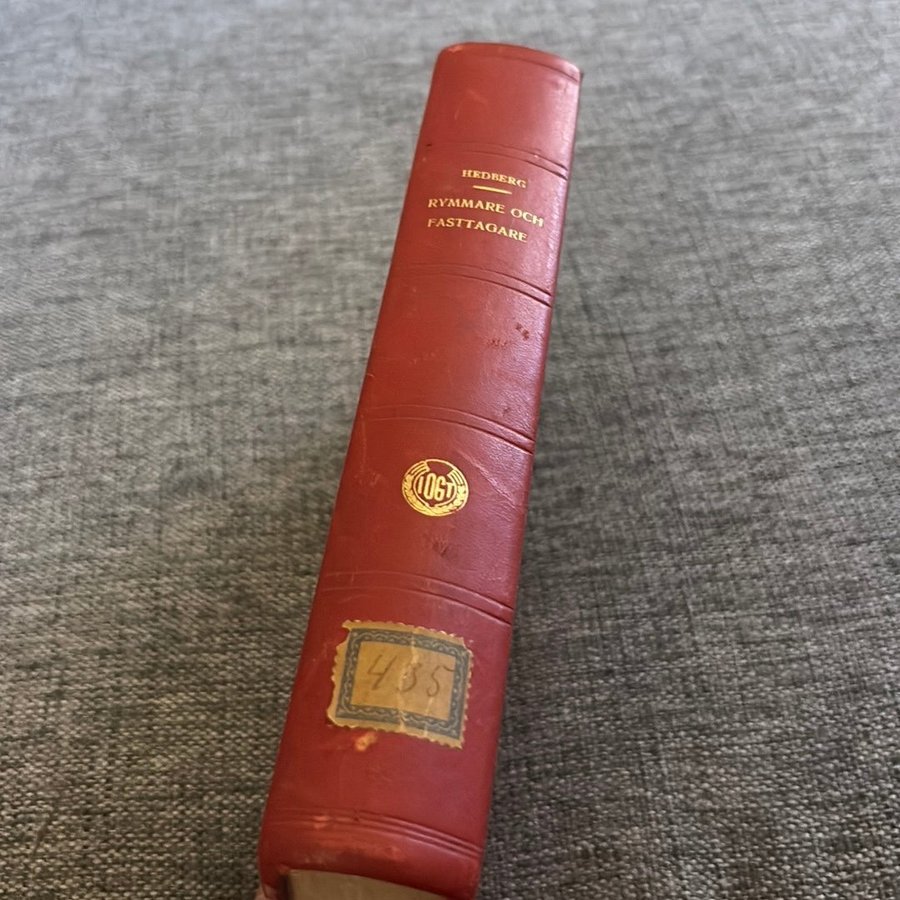 HEDBERG
RYMMARE OCH
FASTTAGARE
IOGT
435